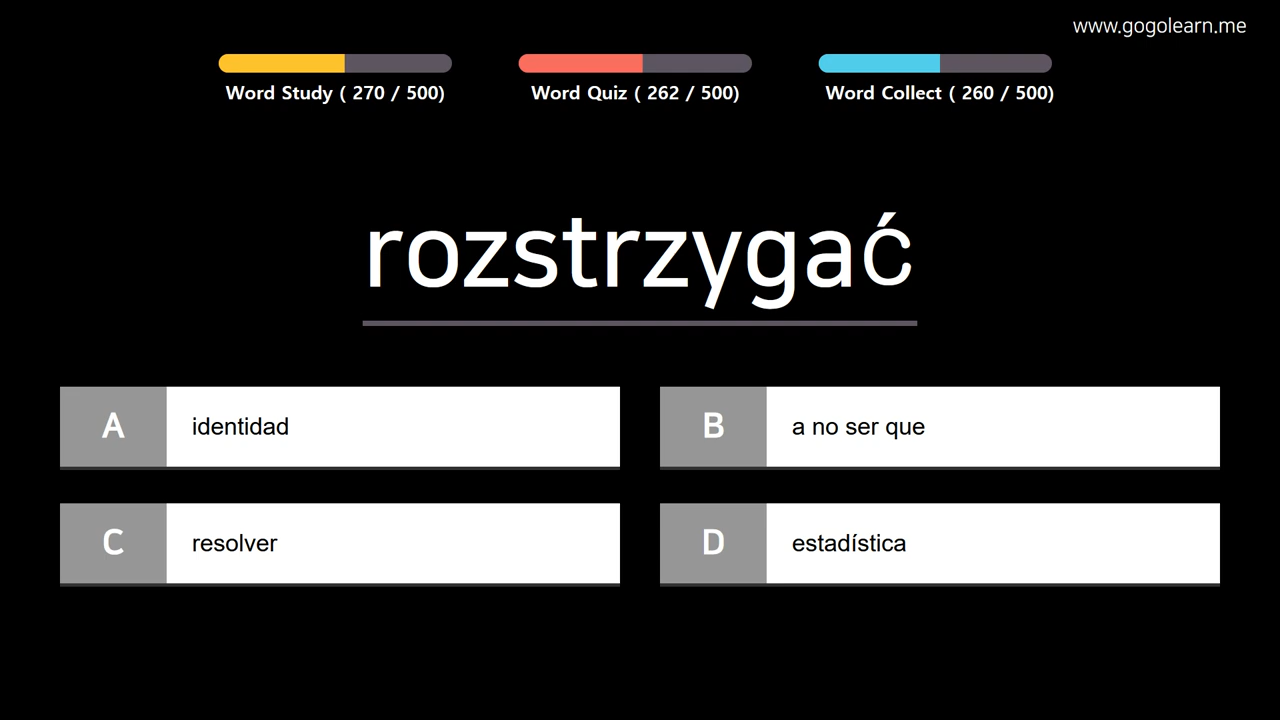 www.gogolearn.me
Word Study ( 270 / 500)
Word Quiz ( 262 / 500)
Word Collect ( 260 / 500)
rozstrzygać
A identidad
B a no ser que
C resolver
D estadística